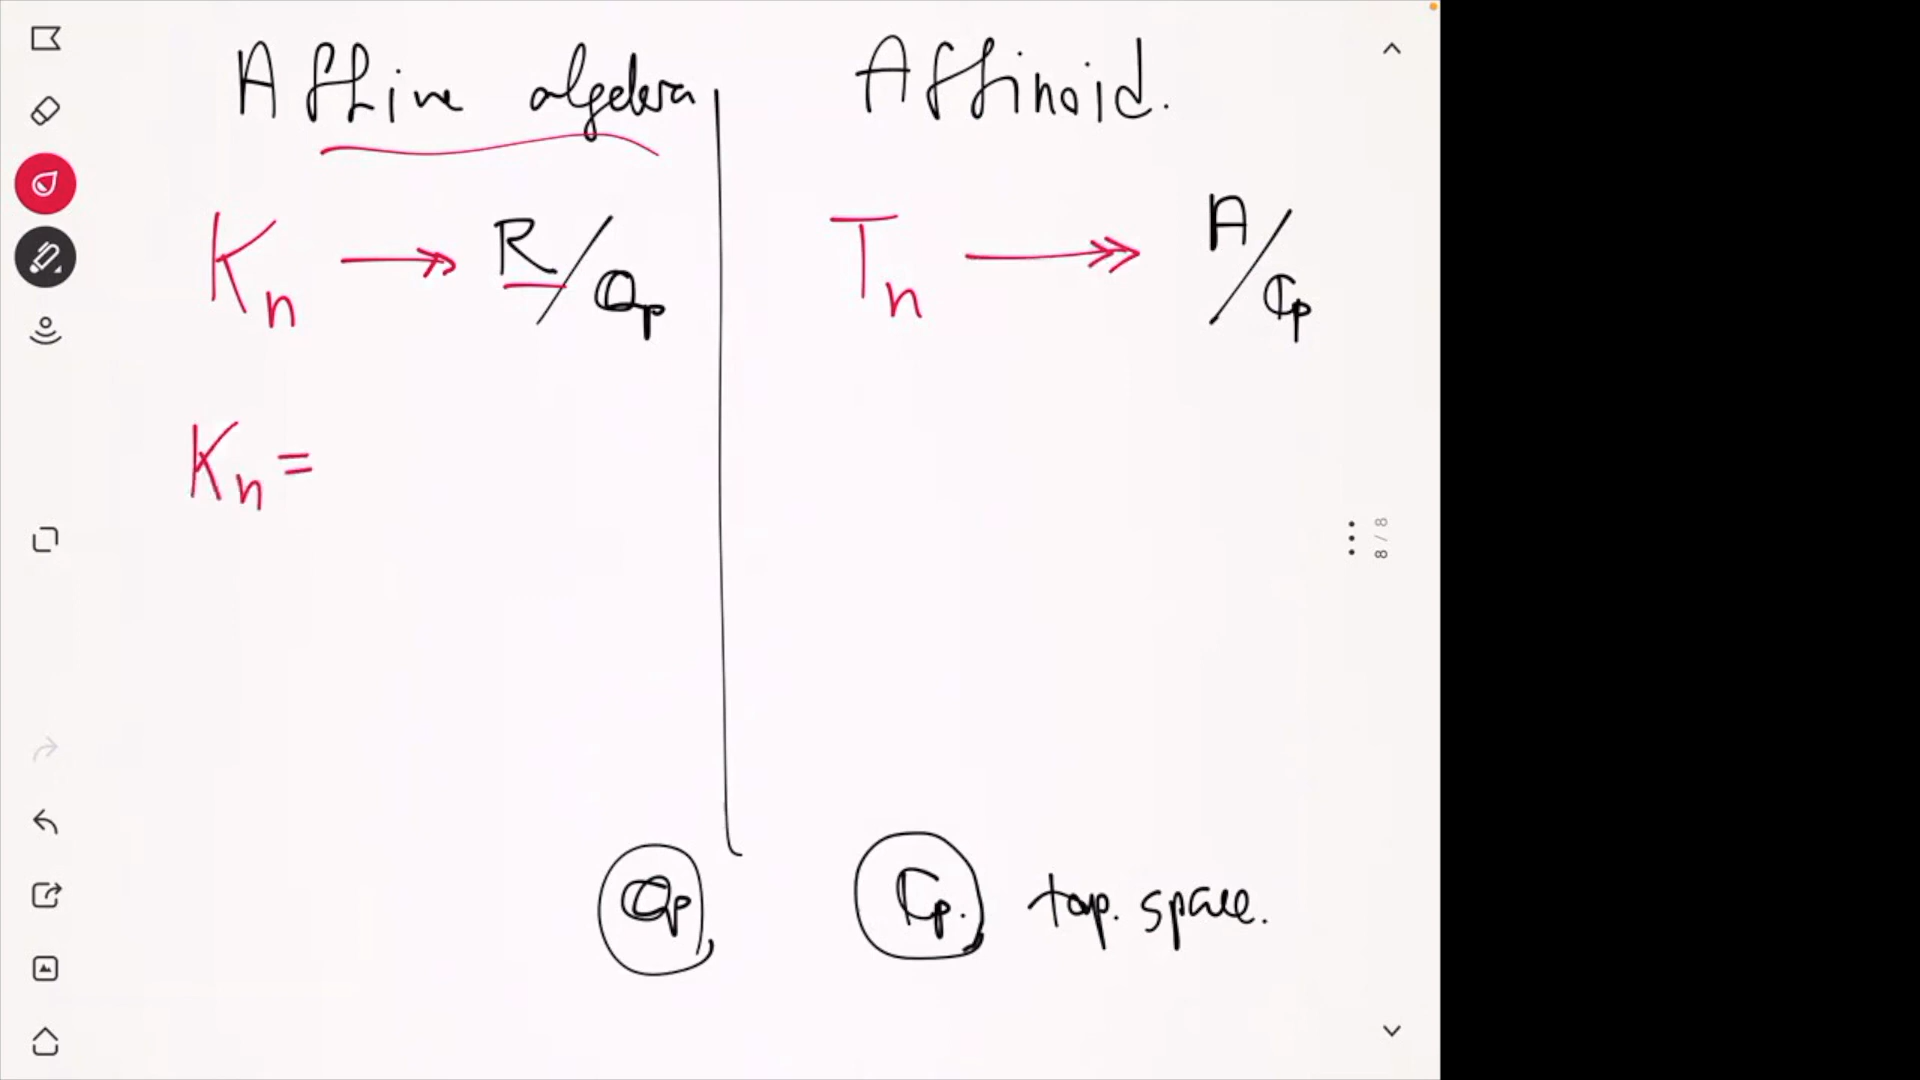 Affine algebra
Affinoid.
Kn → R/Qp
Tn ↠ A/Cp
Kn =
Qp
Cp. top. space.
8 / 8